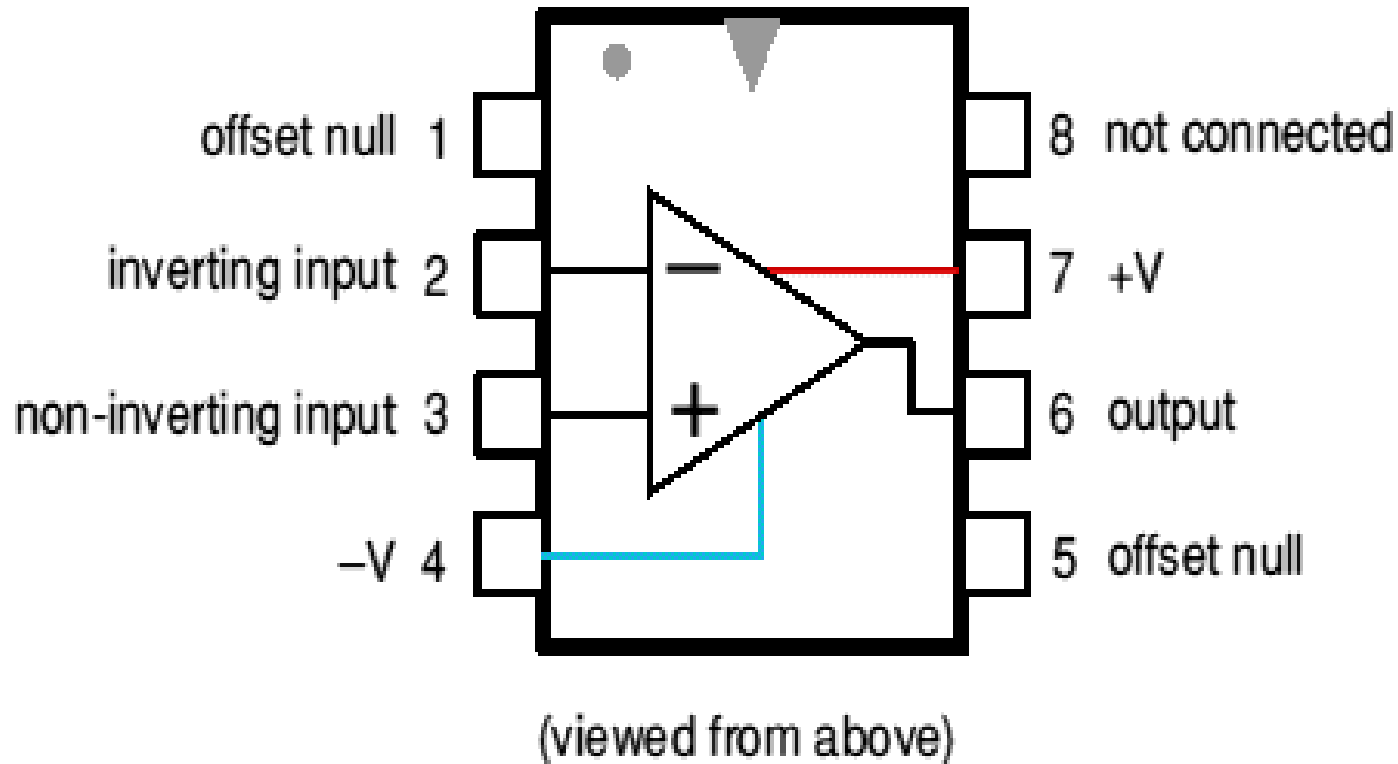 offset null 1
8 not connected
inverting input 2
7 +V
non-inverting input 3
6 output
–V 4
5 offset null
(viewed from above)